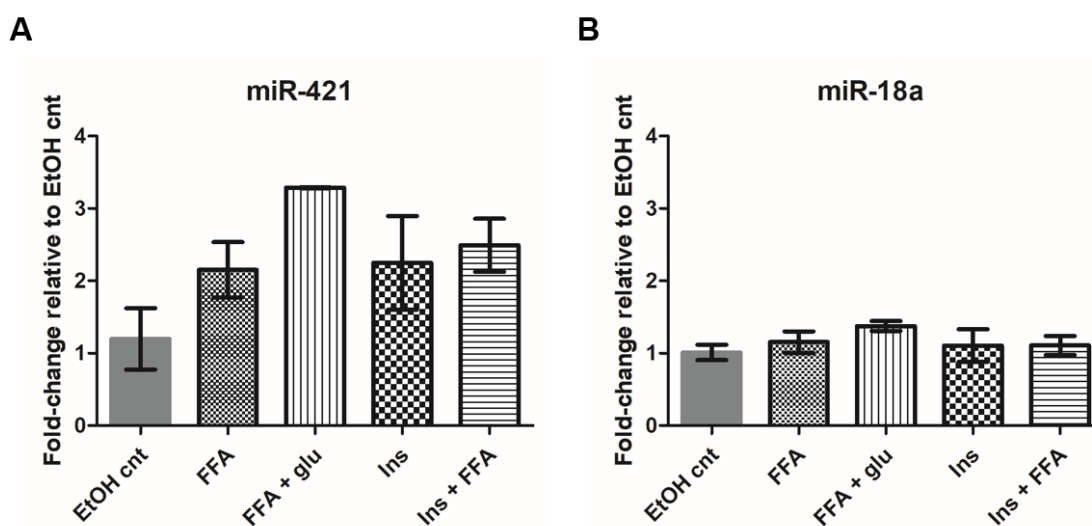 A
miR-421
Fold-change relative to EtOH cnt
4
3
2
1
0
EtOH cnt
FFA
FFA + glu
Ins
Ins + FFA
B
miR-18a
Fold-change relative to EtOH cnt
4
3
2
1
0
EtOH cnt
FFA
FFA + glu
Ins
Ins + FFA